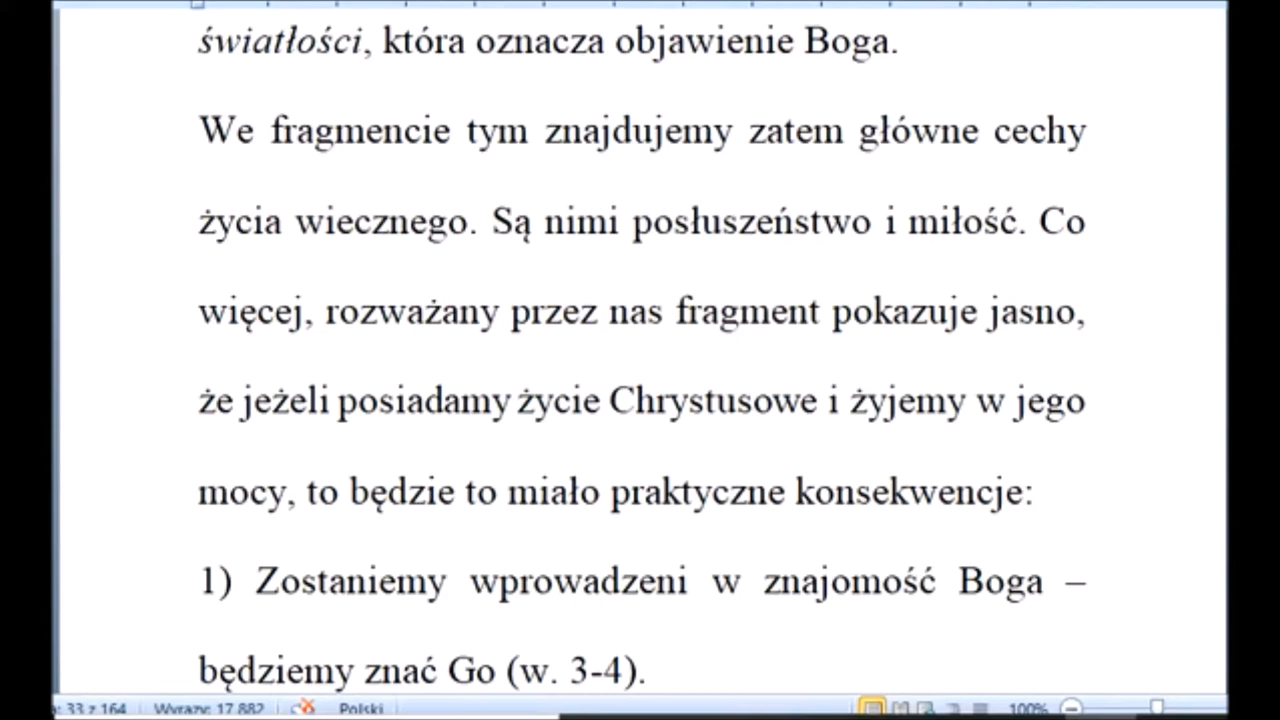 światłości, która oznacza objawienie Boga.
We fragmencie tym znajdujemy zatem główne cechy
życia wiecznego. Są nimi posłuszeństwo i miłość. Co
więcej, rozważany przez nas fragment pokazuje jasno,
że jeżeli posiadamy życie Chrystusowe i żyjemy w jego
mocy, to będzie to miało praktyczne konsekwencje:
1) Zostaniemy wprowadzeni w znajomość Boga –
będziemy znać Go (w. 3-4).
: 33 z 164 Wyrazy: 17 882 Polski 100%